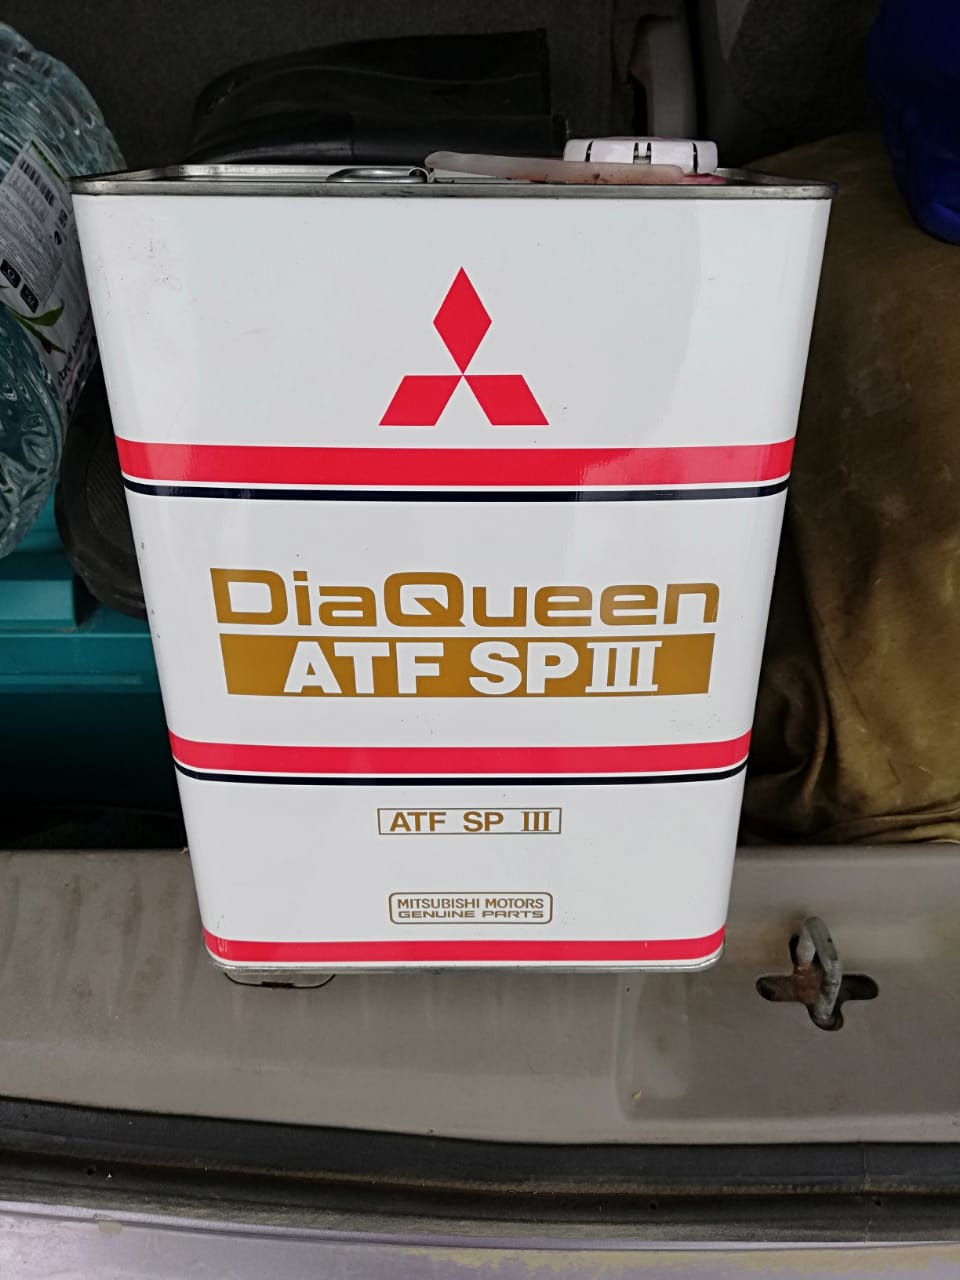 DiaQueen
ATF SP III
ATF SP III
MITSUBISHI MOTORS
GENUINE PARTS